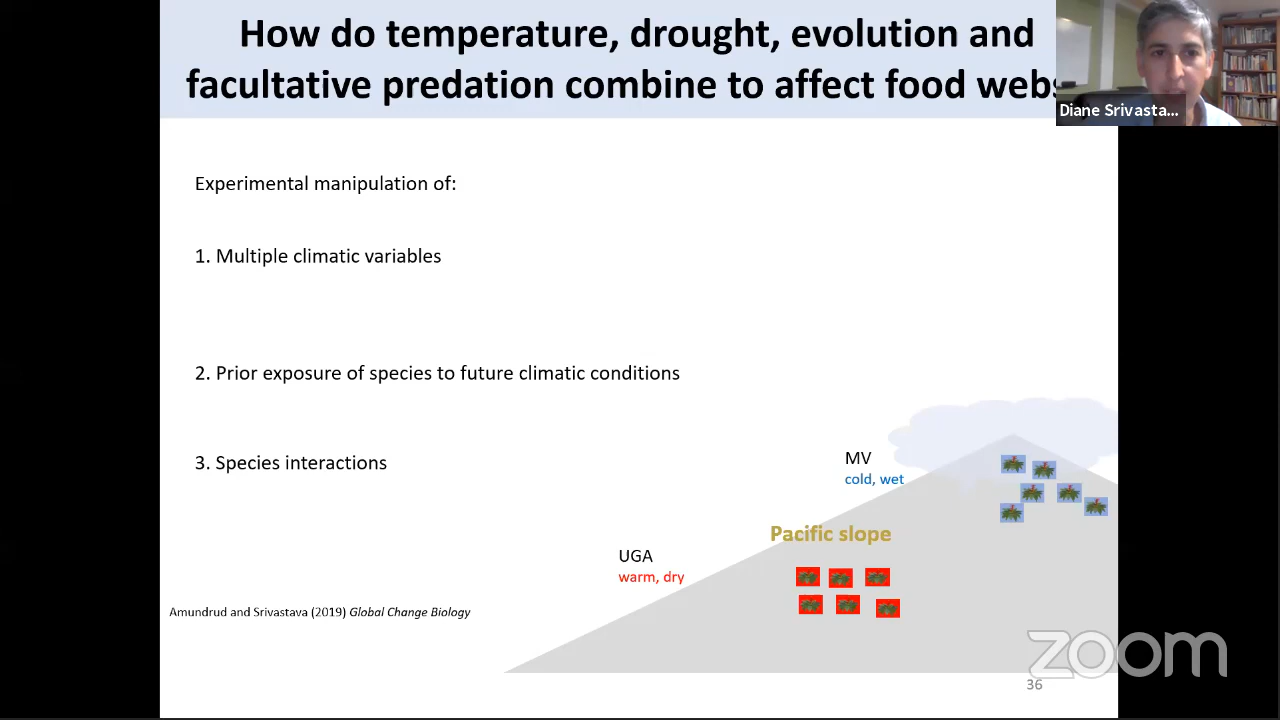 How do temperature, drought, evolution and
facultative predation combine to affect food webs
Diane Srivasta...
Experimental manipulation of:
1. Multiple climatic variables
2. Prior exposure of species to future climatic conditions
3. Species interactions
MV
cold, wet
Pacific slope
UGA
warm, dry
Amundrud and Srivastava (2019) Global Change Biology
zoom
36